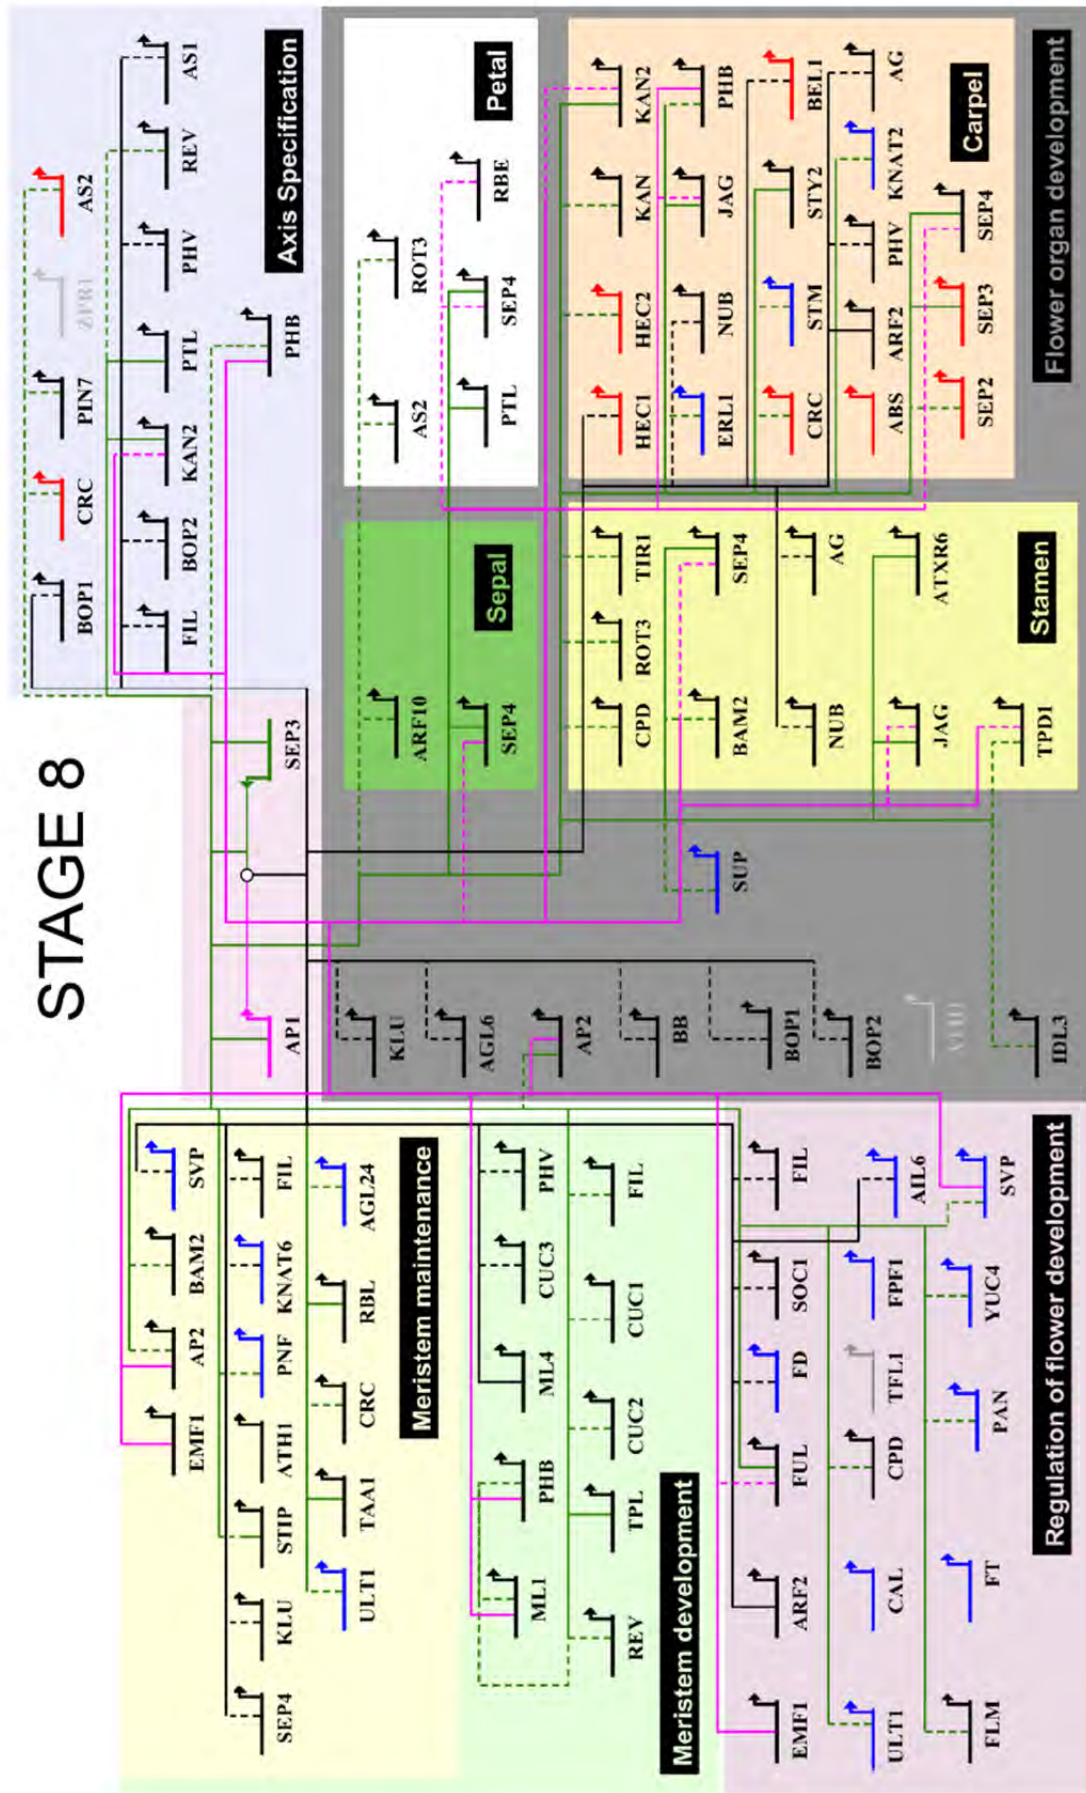 STAGE 8
EMF1 AP2 BAM2 SVP
SEP4 KLU STIP ATH1 PNF KNAT6 FIL
ULT1 TAA1 CRC RBL AGL24
Meristem maintenance
ML1 PHB ML4 CUC3 PHV
REV TPL CUC2 CUC1 FIL
Meristem development
EMF1 ARF2 FUL FD SOC1 FIL
ULT1 CAL CPD TFL1 FPF1 AIL6
FLM FT PAN YUC4 SVP
Regulation of flower development
AP1 SEP3
BOP1 CRC PIN7 ZPR1 AS2
FIL BOP2 KAN2 PTL PHV REV AS1
PHB
Axis Specification
KLU
AGL6
AP2
BB
BOP1
BOP2
IDL3
SUP
ARF10
SEP4
Sepal
AS2 ROT3
PTL SEP4 RBE
Petal
CPD ROT3 TIR1
BAM2 SEP4
NUB AG
JAG ATXR6
TPD1
Stamen
HEC1 HEC2 KAN KAN2
ERL1 NUB JAG PHB
CRC STM STY2 BEL1
ABS ARF2 PHV KNAT2 AG
SEP2 SEP3 SEP4
Carpel
Flower organ development